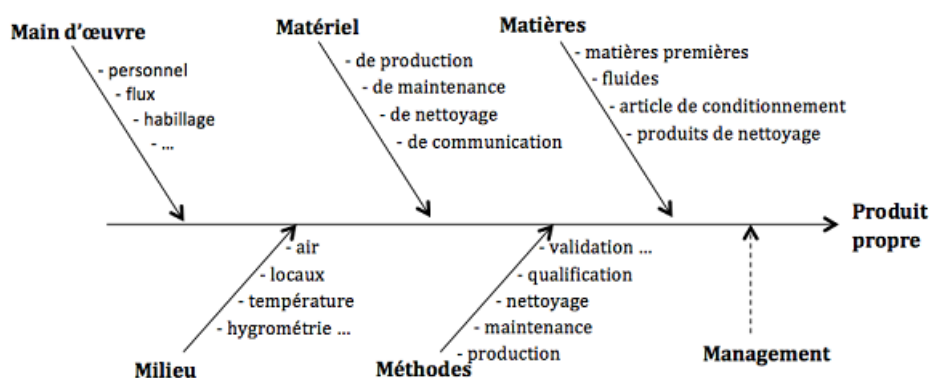 Main d'œuvre
- personnel
- flux
- habillage
- ...
Matériel
- de production
- de maintenance
- de nettoyage
- de communication
Matières
- matières premières
- fluides
- article de conditionnement
- produits de nettoyage
Produit
propre
- air
- locaux
- température
- hygrométrie ...
Milieu
- validation ...
- qualification
- nettoyage
- maintenance
- production
Méthodes
Management